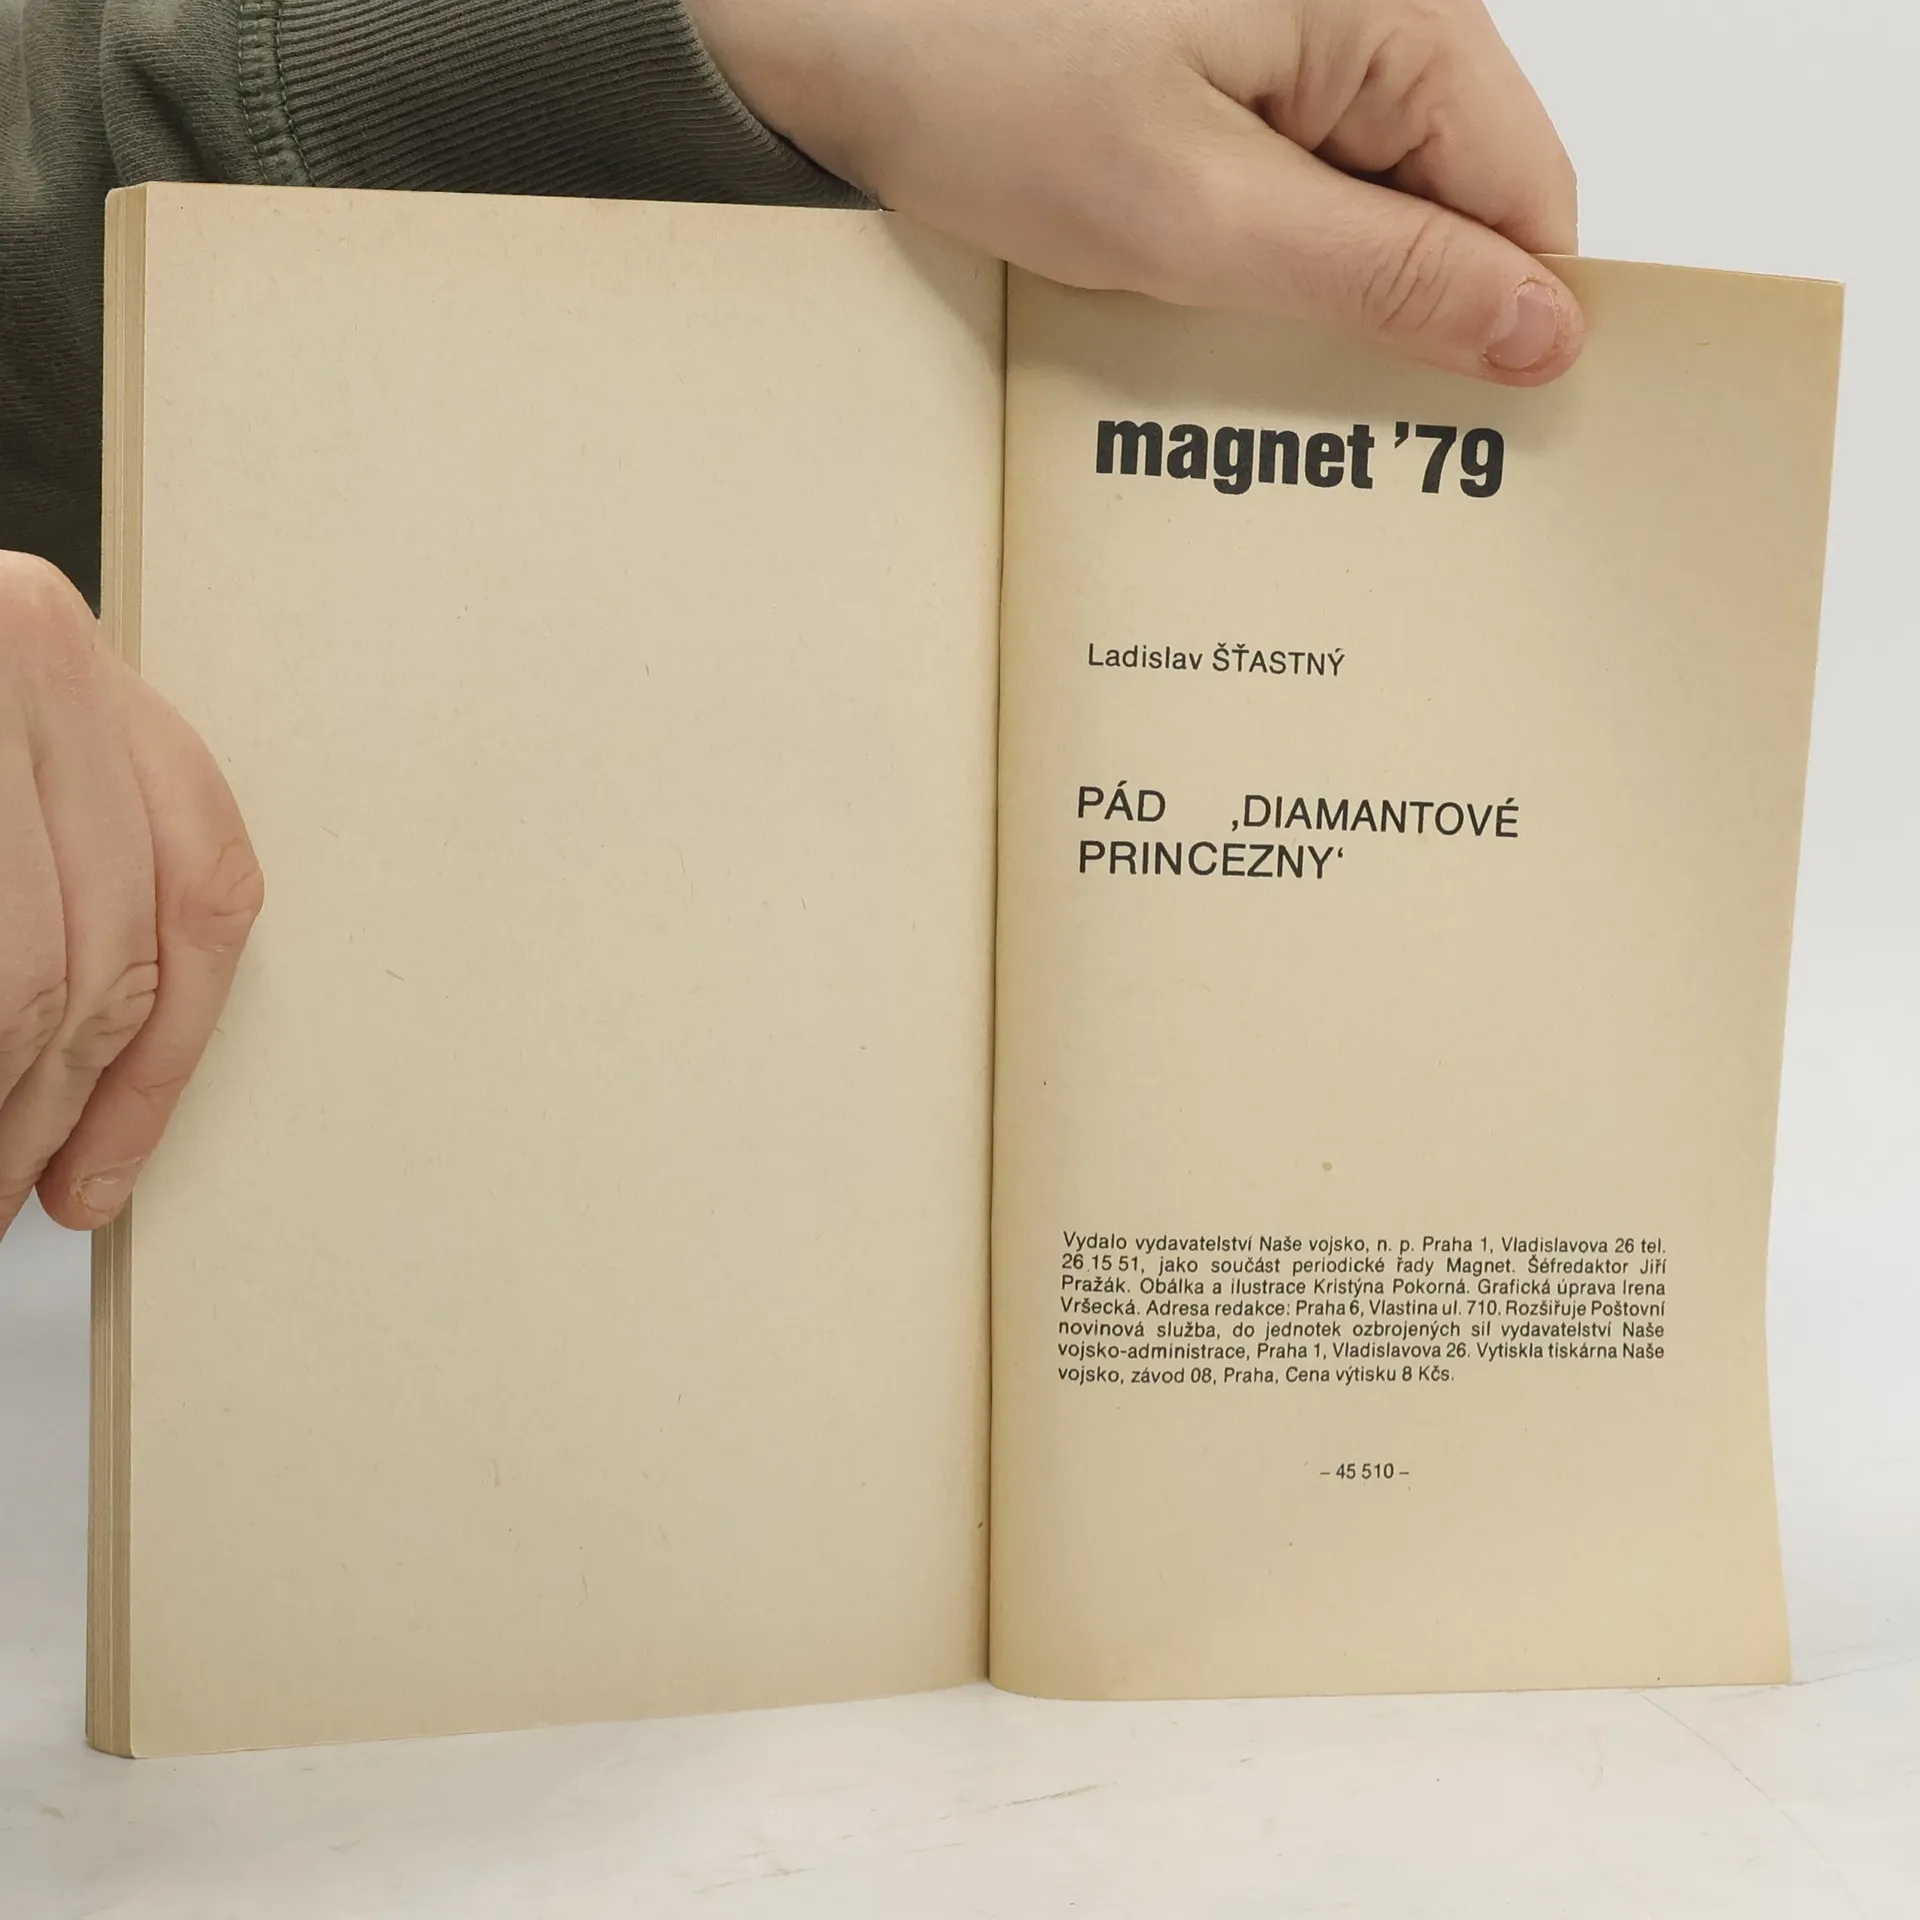 magnet ’79
Ladislav ŠŤASTNÝ
PÁD ‚DIAMANTOVÉ
PRINCEZNY‘
Vydalo vydavatelství Naše vojsko, n. p. Praha 1, Vladislavova 26 tel.
26 15 51, jako součást periodické řady Magnet. Šéfredaktor Jiří
Pražák. Obálka a ilustrace Kristýna Pokorná. Grafická úprava Irena
Vršecká. Adresa redakce: Praha 6, Vlastina ul. 710. Rozšiřuje Poštovní
novinová služba, do jednotek ozbrojených sil vydavatelství Naše
vojsko-administrace, Praha 1, Vladislavova 26. Vytiskla tiskárna Naše
vojsko, závod 08, Praha, Cena výtisku 8 Kčs.
– 45 510 –